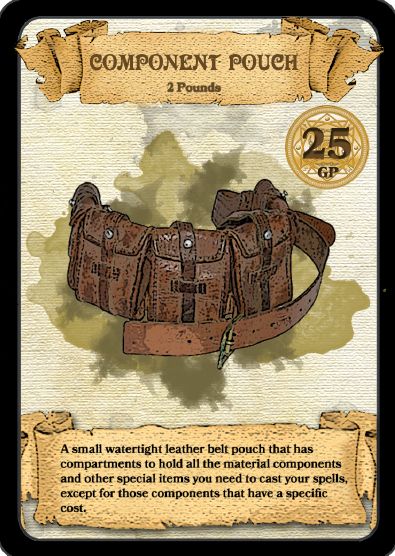 COMPONENT POUCH
2 Pounds
25
GP
A small watertight leather belt pouch that has
compartments to hold all the material components
and other special items you need to cast your spells,
except for those components that have a specific
cost.